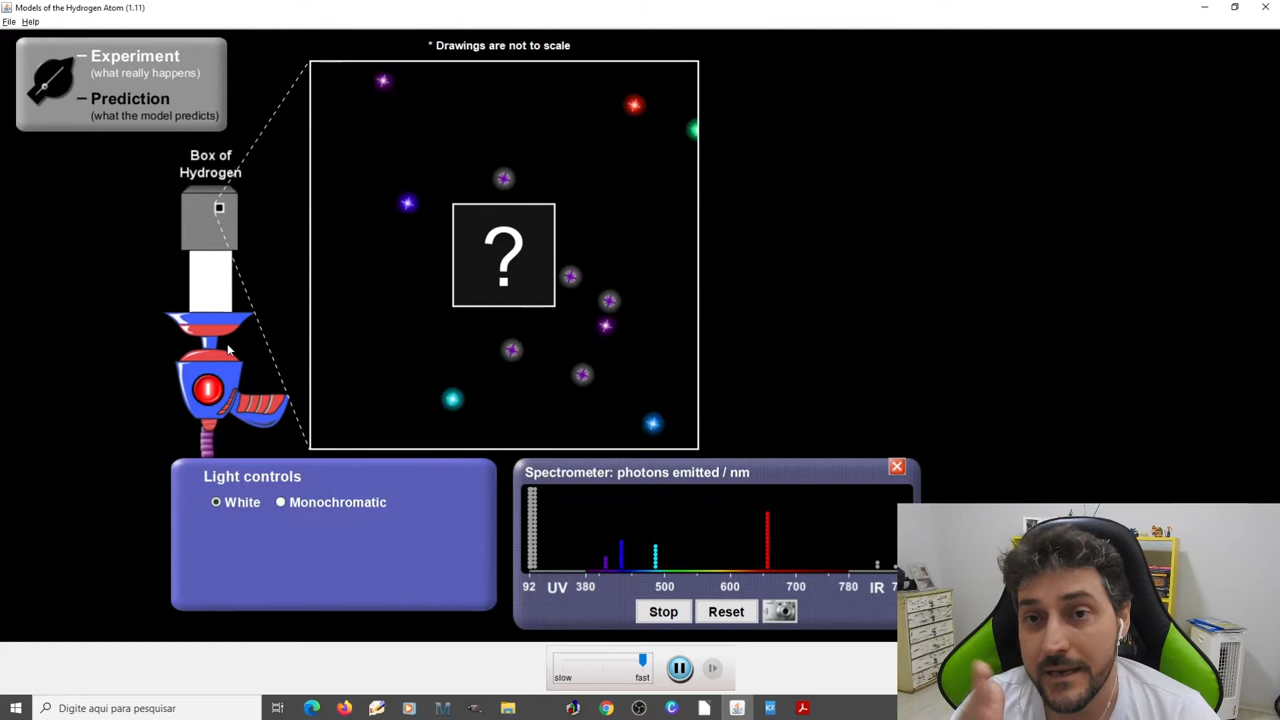 Models of the Hydrogen Atom (1.11)
File Help
* Drawings are not to scale
Experiment
(what really happens)
Prediction
(what the model predicts)
Box of
Hydrogen
?
Light controls
White Monochromatic
Spectrometer: photons emitted / nm
92 UV 380 500 600 700 780 IR
Stop Reset
slow fast
Digite aqui para pesquisar